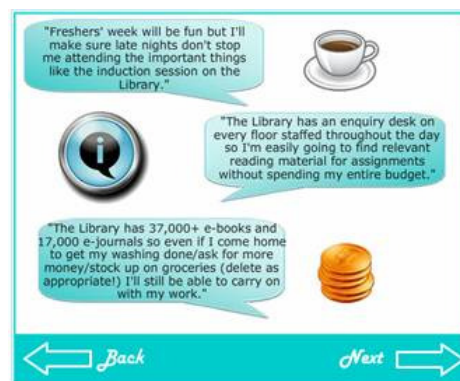 "Freshers' week will be fun but I'll
make sure late nights don't stop
me attending the important things
like the induction session on the
Library."
"The Library has an enquiry desk on
every floor staffed throughout the day
so I'm easily going to find relevant
reading material for assignments
without spending my entire budget."
"The Library has 37,000+ e-books and
17,000 e-journals so even if I come home
to get my washing done/ask for more
money/stock up on groceries (delete as
appropriate!) I'll still be able to carry on
with my work."
Back
Next